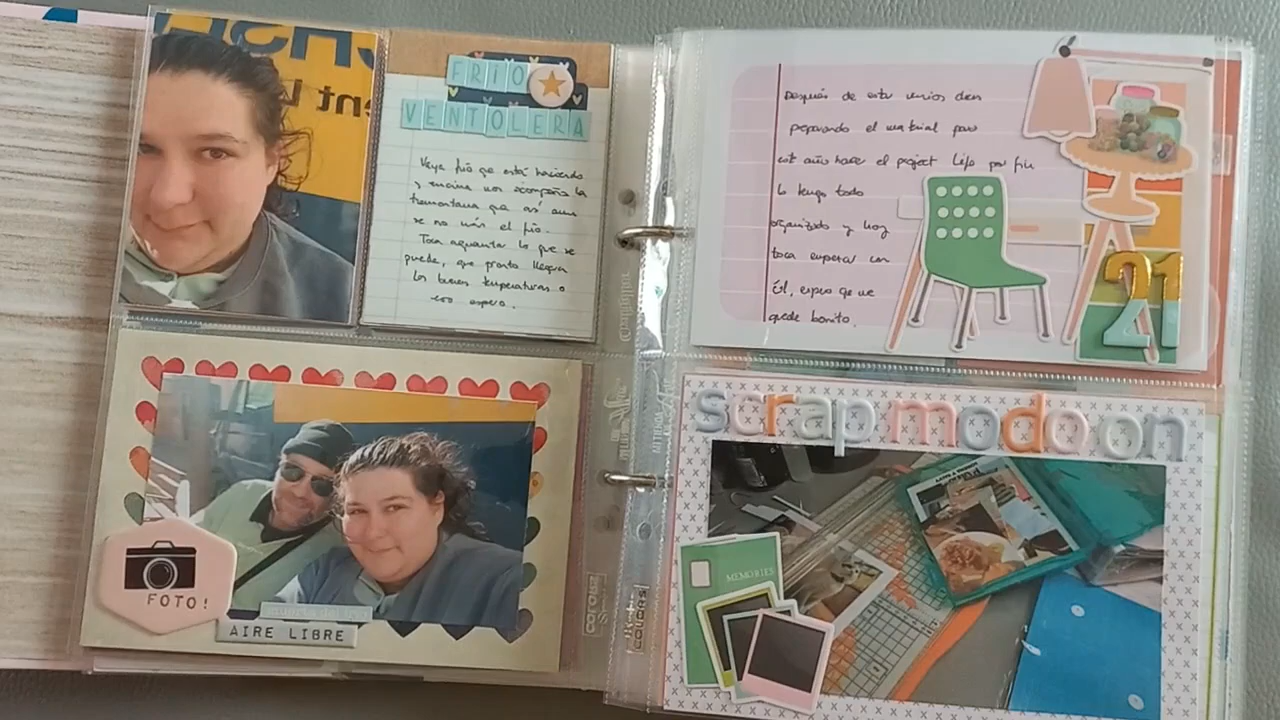 FRIO
VENTOLERA
Vaya frío que está haciendo
y encima nos acompaña la
tramontana que así aun
se no más el frío.
Toca aguantar lo que se
puede, que pronto lleguen
las buenas temperaturas o
eso espero.
FOTO!
AIRE LIBRE
Después de estar varios días
preparando el material para
este año hacer el project life por fin
lo tengo todo
organizado y hoy
toca empezar con
él, espero que me
quede bonito.
21
scrap modo on
MEMORIES